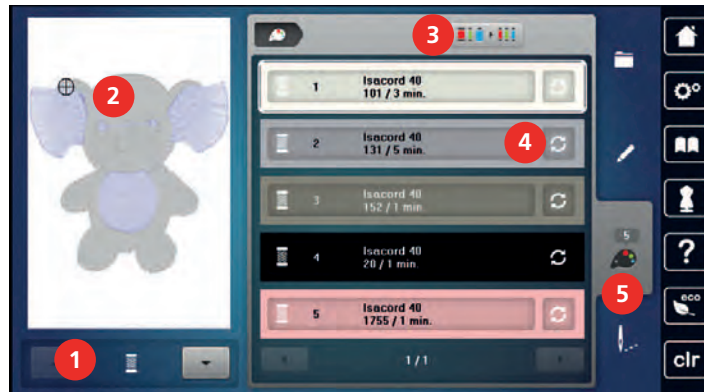 3
1 Isacord 40
101 / 3 min.
2
2 Isacord 40
131 / 5 min.
4
3 Isacord 40
152 / 1 min.
5
4 Isacord 40
20 / 1 min.
?
5
5 Isacord 40
1755 / 1 min.
eco
1
1 / 1
clr